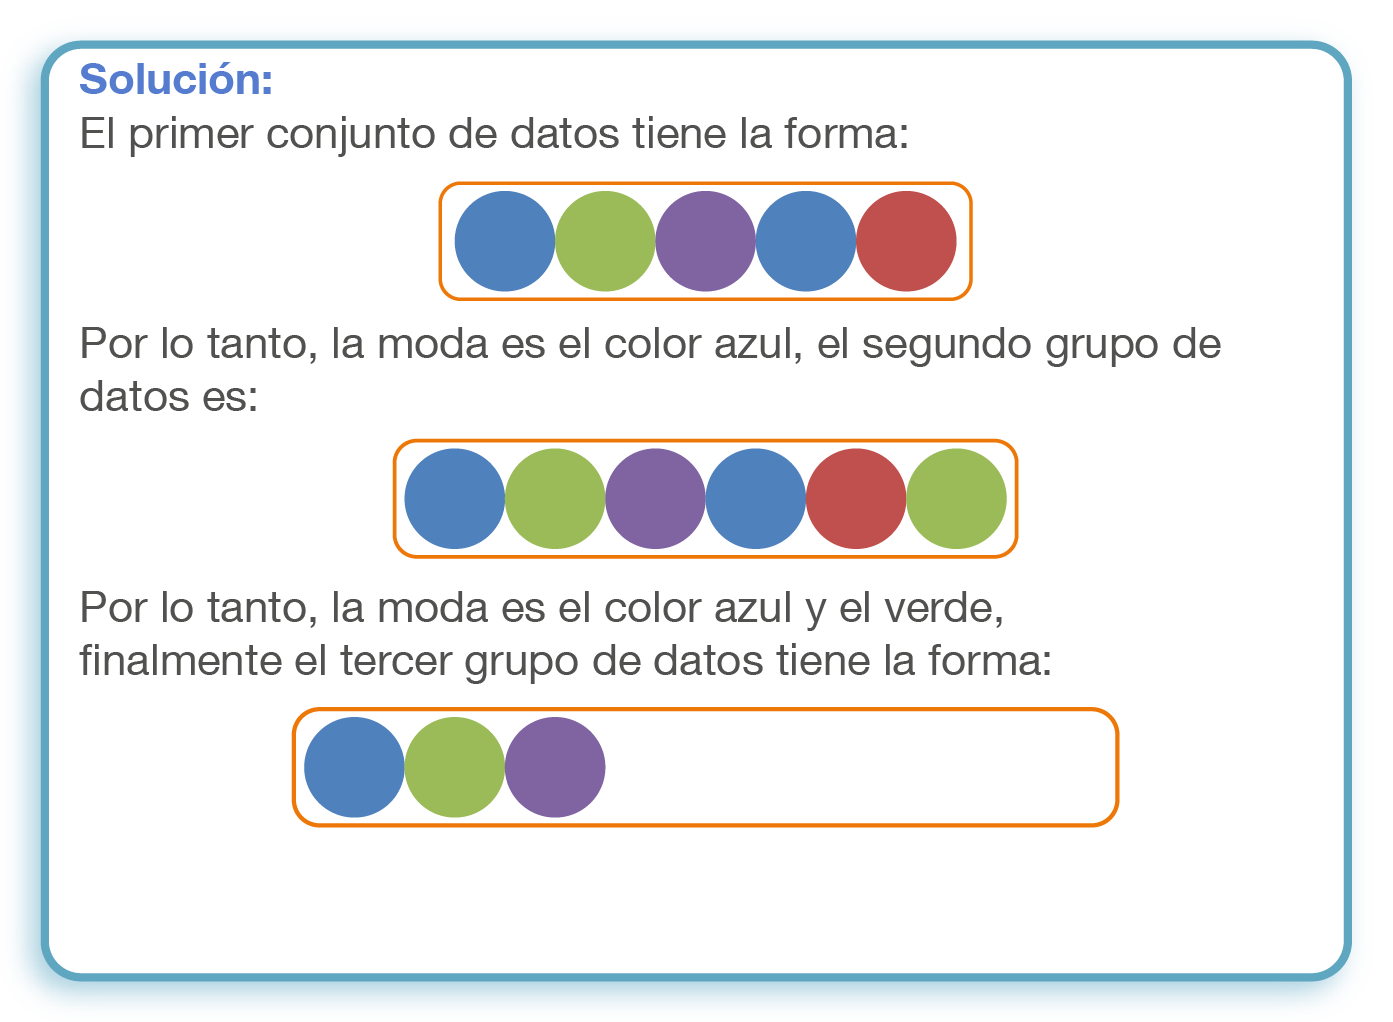 Solución:
El primer conjunto de datos tiene la forma:
Por lo tanto, la moda es el color azul, el segundo grupo de
datos es:
Por lo tanto, la moda es el color azul y el verde,
finalmente el tercer grupo de datos tiene la forma: